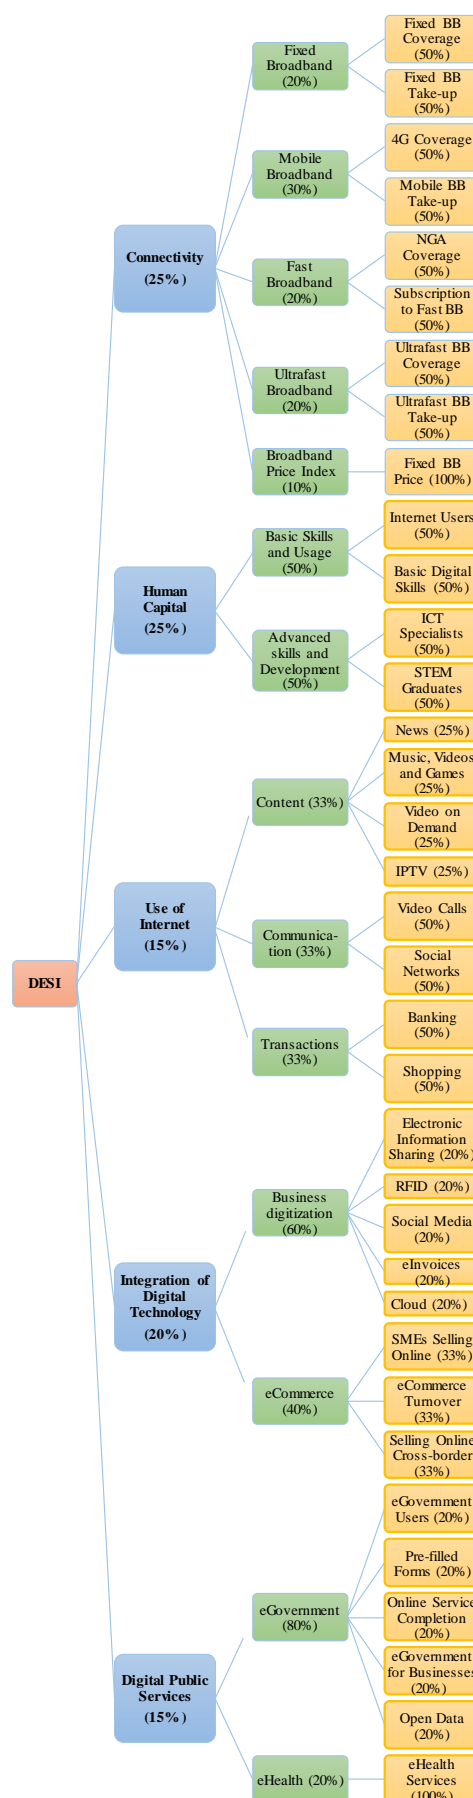 DESI
Connectivity
(25%)
Fixed
Broadband
(20%)
Fixed BB
Coverage
(50%)
Fixed BB
Take-up
(50%)
Mobile
Broadband
(30%)
4G Coverage
(50%)
Mobile BB
Take-up
(50%)
Fast
Broadband
(20%)
NGA
Coverage
(50%)
Subscription
to Fast BB
(50%)
Ultrafast
Broadband
(20%)
Ultrafast BB
Coverage
(50%)
Ultrafast BB
Take-up
(50%)
Broadband
Price Index
(10%)
Fixed BB
Price (100%)
Human
Capital
(25%)
Basic Skills
and Usage
(50%)
Internet Users
(50%)
Basic Digital
Skills (50%)
Advanced
skills and
Development
(50%)
ICT
Specialists
(50%)
STEM
Graduates
(50%)
Use of
Internet
(15%)
Content (33%)
News (25%)
Music, Videos
and Games
(25%)
Video on
Demand
(25%)
IPTV (25%)
Communica-
tion (33%)
Video Calls
(50%)
Social
Networks
(50%)
Transactions
(33%)
Banking
(50%)
Shopping
(50%)
Integration of
Digital
Technology
(20%)
Business
digitization
(60%)
Electronic
Information
Sharing (20%)
RFID (20%)
Social Media
(20%)
eInvoices
(20%)
Cloud (20%)
eCommerce
(40%)
SMEs Selling
Online (33%)
eCommerce
Turnover
(33%)
Selling Online
Cross-border
(33%)
Digital Public
Services
(15%)
eGovernment
(80%)
eGovernment
Users (20%)
Pre-filled
Forms (20%)
Online Service
Completion
(20%)
eGovernment
for Businesses
(20%)
Open Data
(20%)
eHealth (20%)
eHealth
Services
(100%)